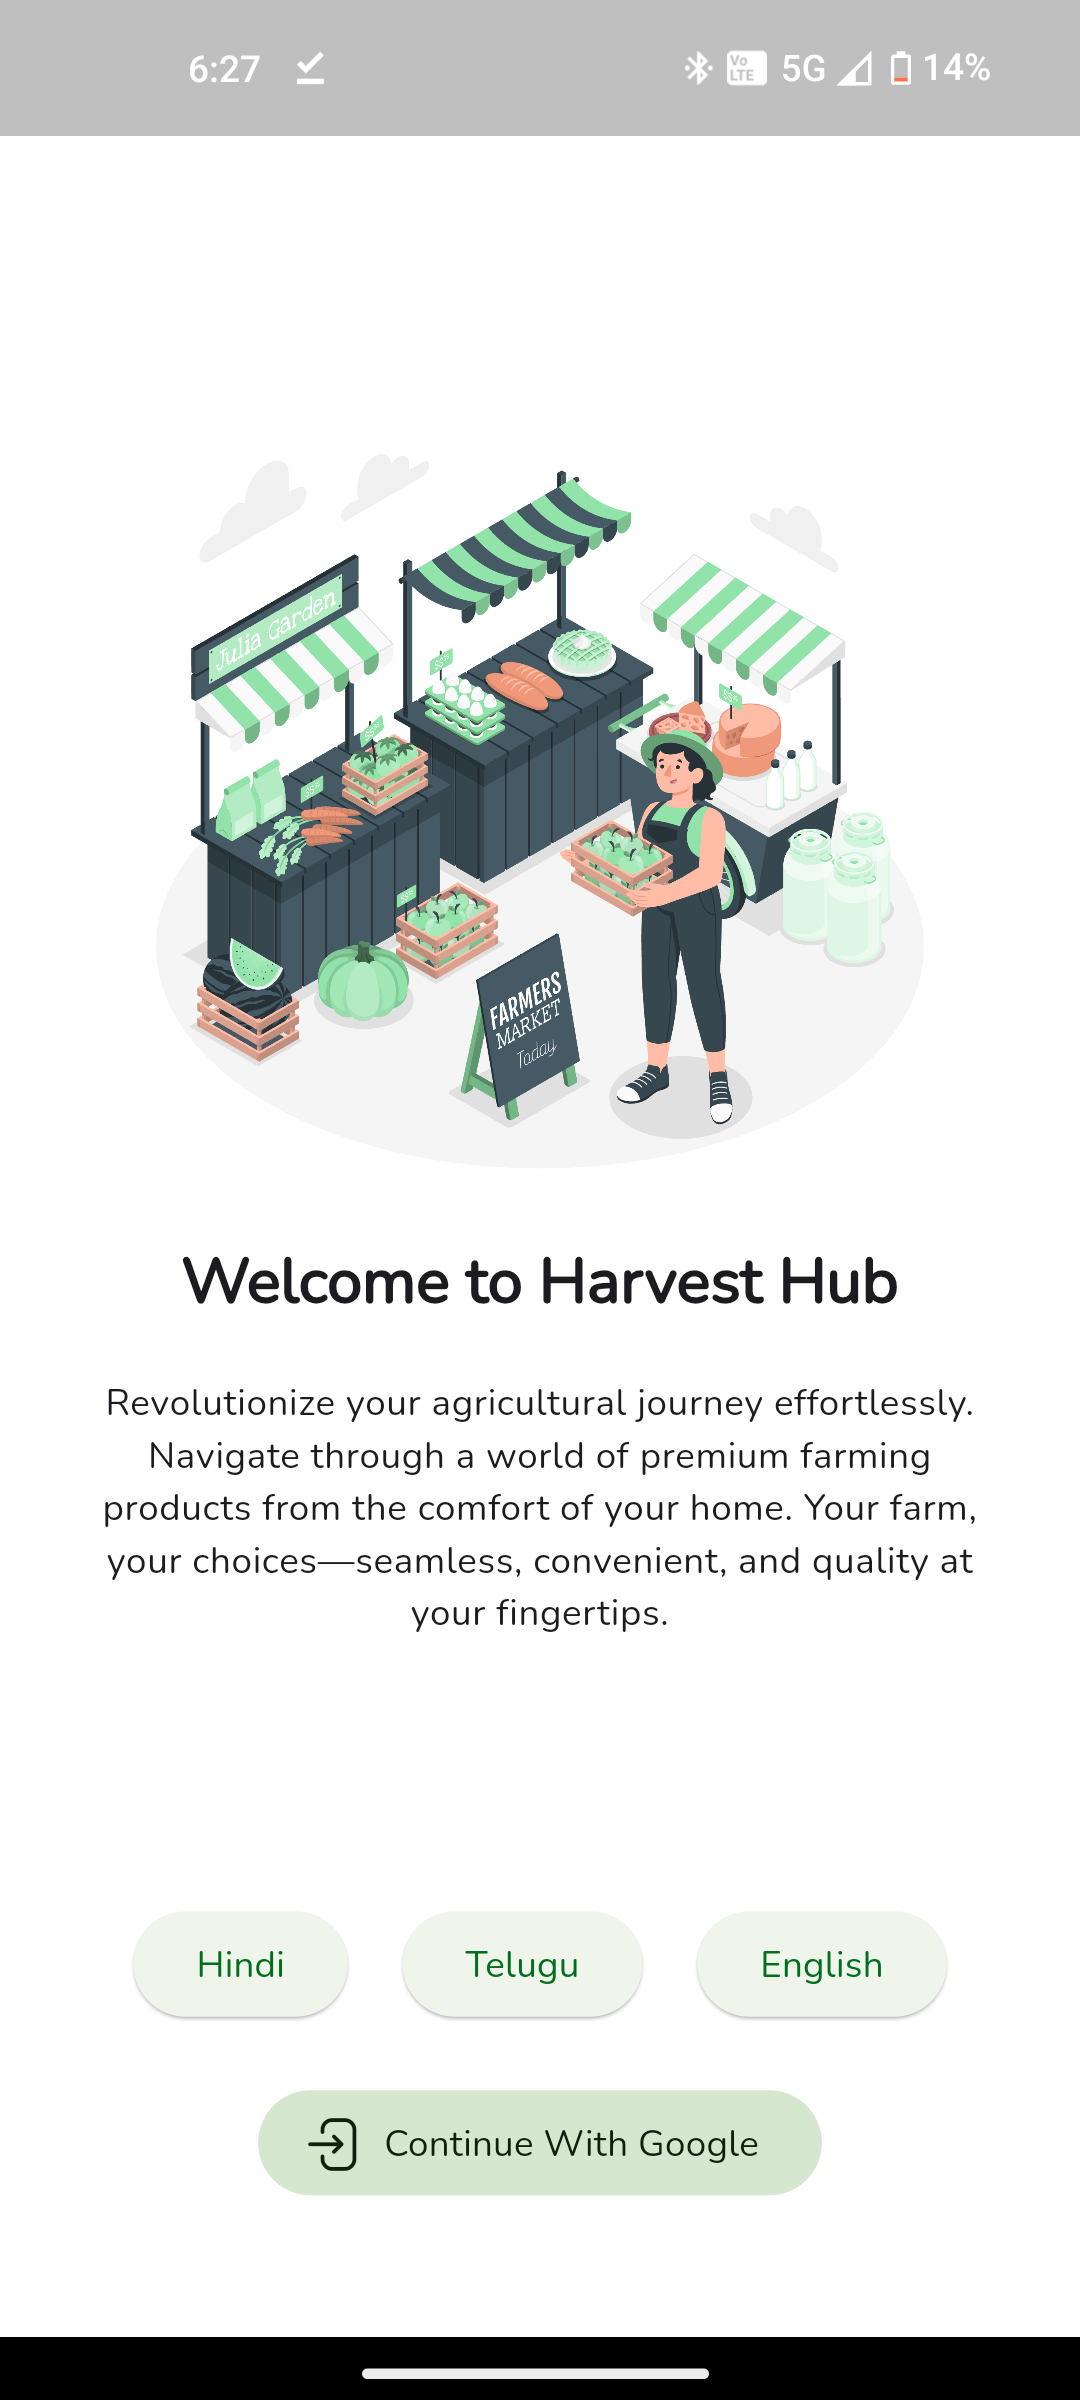 6:27
Vo LTE 5G 14%
Julia Garden
FARMERS
MARKET
Today
Welcome to Harvest Hub
Revolutionize your agricultural journey effortlessly.
Navigate through a world of premium farming
products from the comfort of your home. Your farm,
your choices—seamless, convenient, and quality at
your fingertips.
Hindi
Telugu
English
Continue With Google